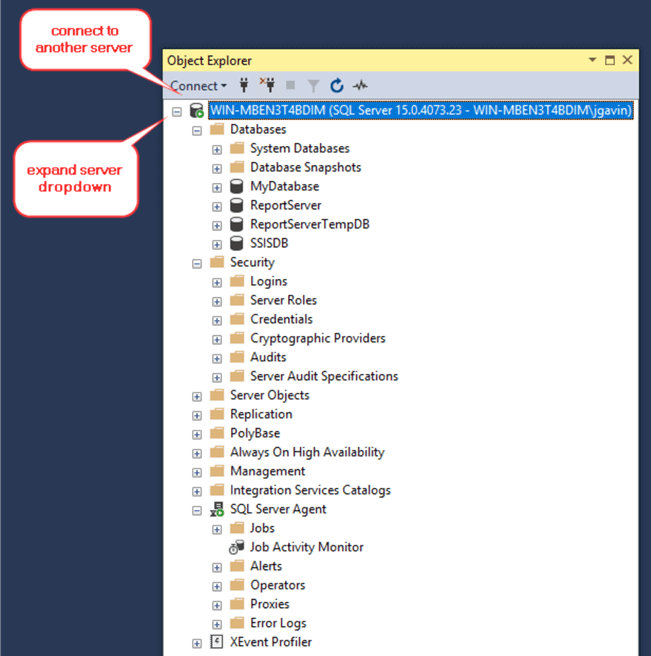 connect to
another server
Object Explorer
Connect
WIN-MBEN3T4BDIM (SQL Server 15.0.4073.23 - WIN-MBEN3T4BDIM\jgavin)
expand server
dropdown
Databases
System Databases
Database Snapshots
MyDatabase
ReportServer
ReportServerTempDB
SSISDB
Security
Logins
Server Roles
Credentials
Cryptographic Providers
Audits
Server Audit Specifications
Server Objects
Replication
PolyBase
Always On High Availability
Management
Integration Services Catalogs
SQL Server Agent
Jobs
Job Activity Monitor
Alerts
Operators
Proxies
Error Logs
XEvent Profiler